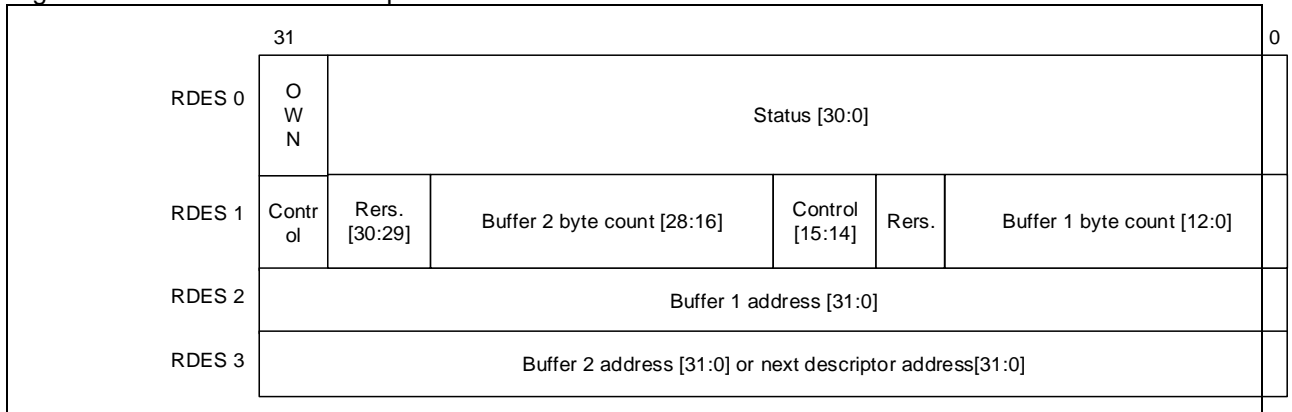 31 0
RDES 0
O
W
N
Status [30:0]
RDES 1
Contr
ol
Rers.
[30:29]
Buffer 2 byte count [28:16]
Control
[15:14]
Rers.
Buffer 1 byte count [12:0]
RDES 2
Buffer 1 address [31:0]
RDES 3
Buffer 2 address [31:0] or next descriptor address[31:0]